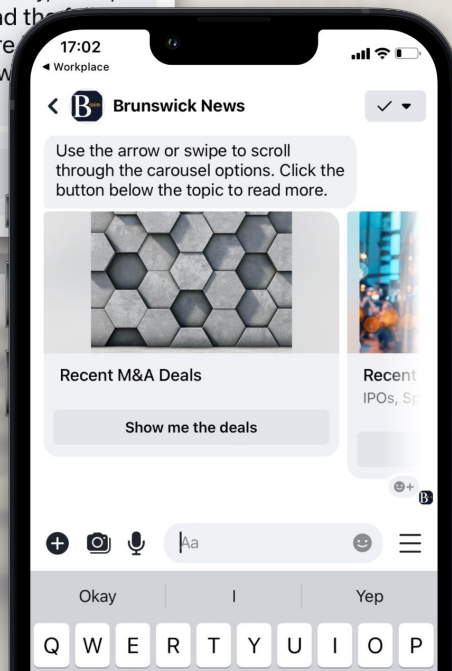 17:02
◄ Workplace
B Brunswick News
Use the arrow or swipe to scroll
through the carousel options. Click the
button below the topic to read more.
Recent M&A Deals
Show me the deals
Recent
IPOs,
B
Aa
Okay I Yep
Q W E R T Y U I O P